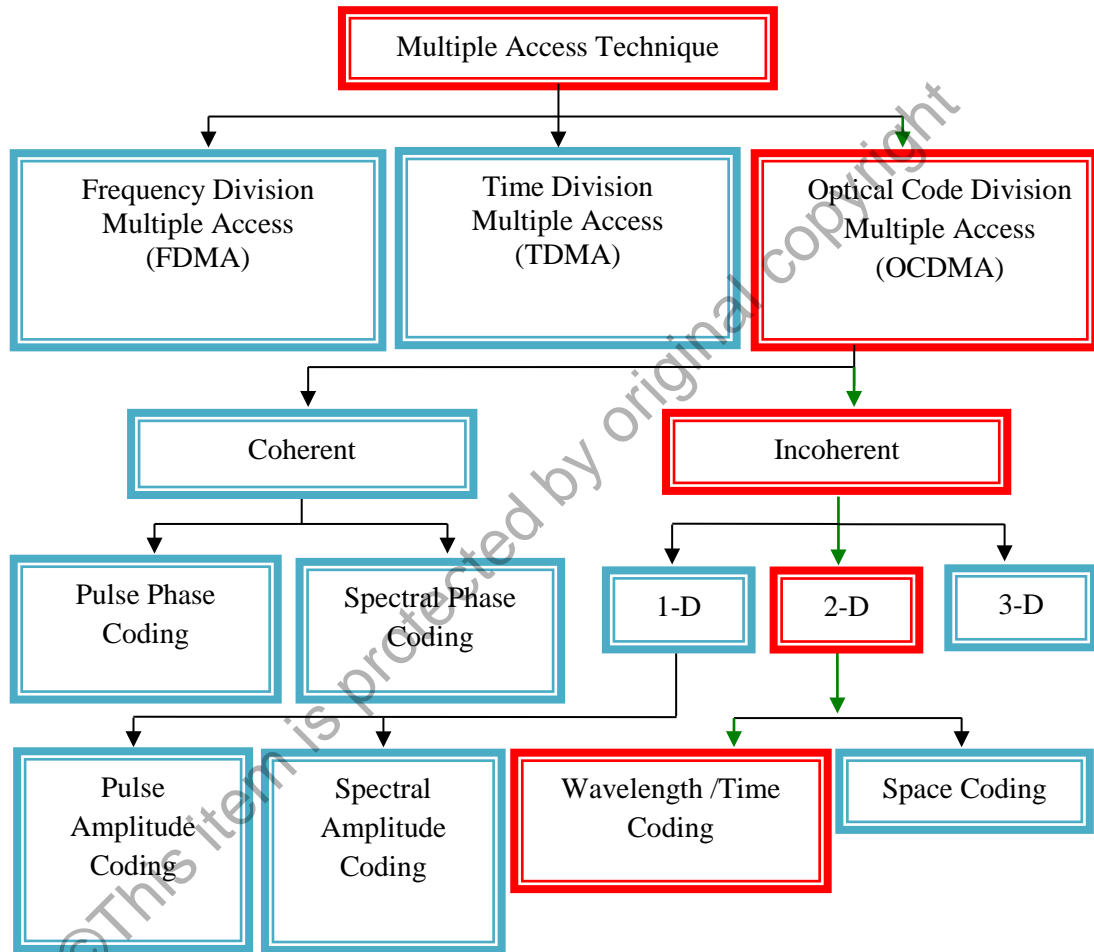 Multiple Access Technique
Frequency Division
Multiple Access
(FDMA)
Time Division
Multiple Access
(TDMA)
Optical Code Division
Multiple Access
(OCDMA)
Coherent
Incoherent
Pulse Phase
Coding
Spectral Phase
Coding
1-D
2-D
3-D
Pulse
Amplitude
Coding
Spectral
Amplitude
Coding
Wavelength /Time
Coding
Space Coding
©This item is protected by original copyright